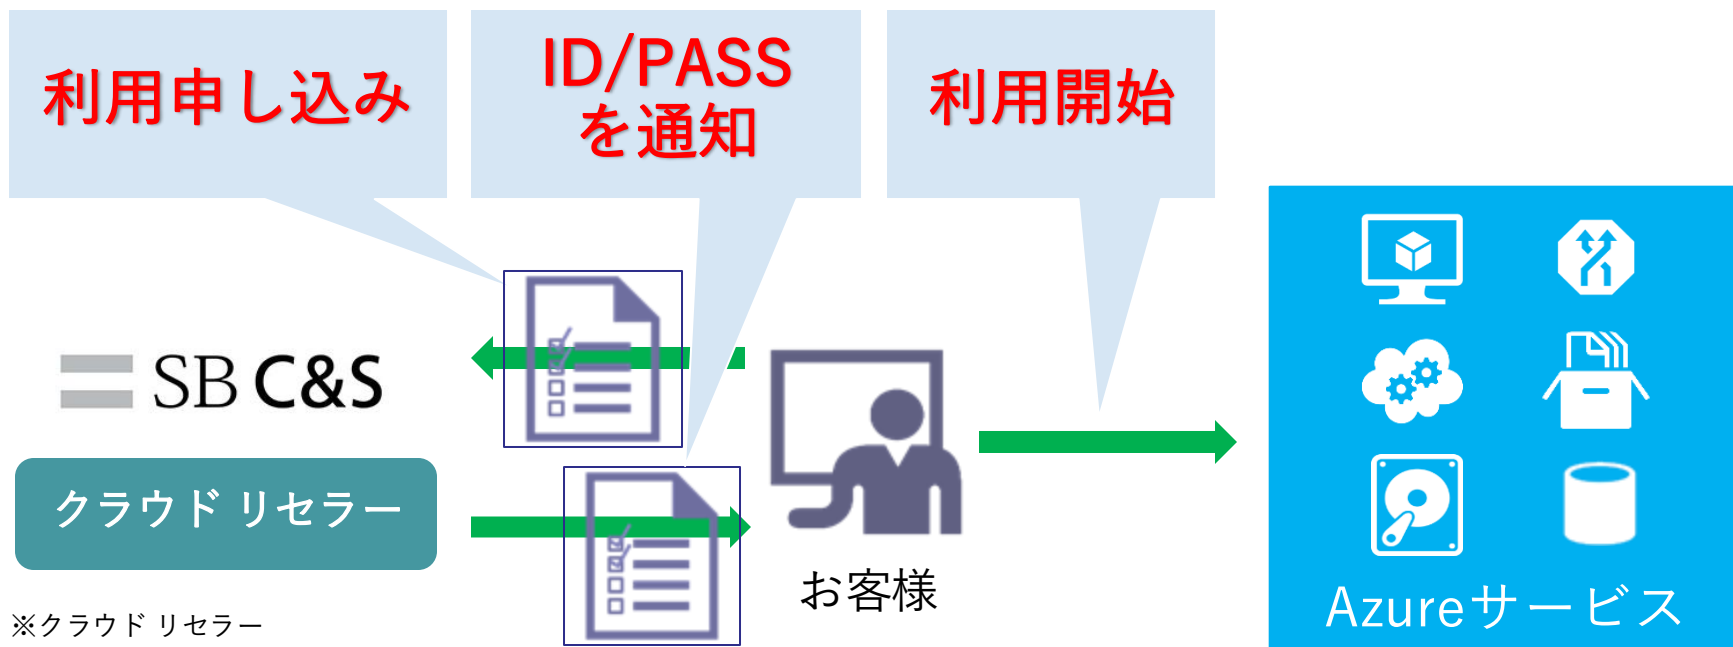 利用申し込み
ID/PASS
を通知
利用開始
SB C&S
クラウド リセラー
お客様
※クラウド リセラー
Azureサービス